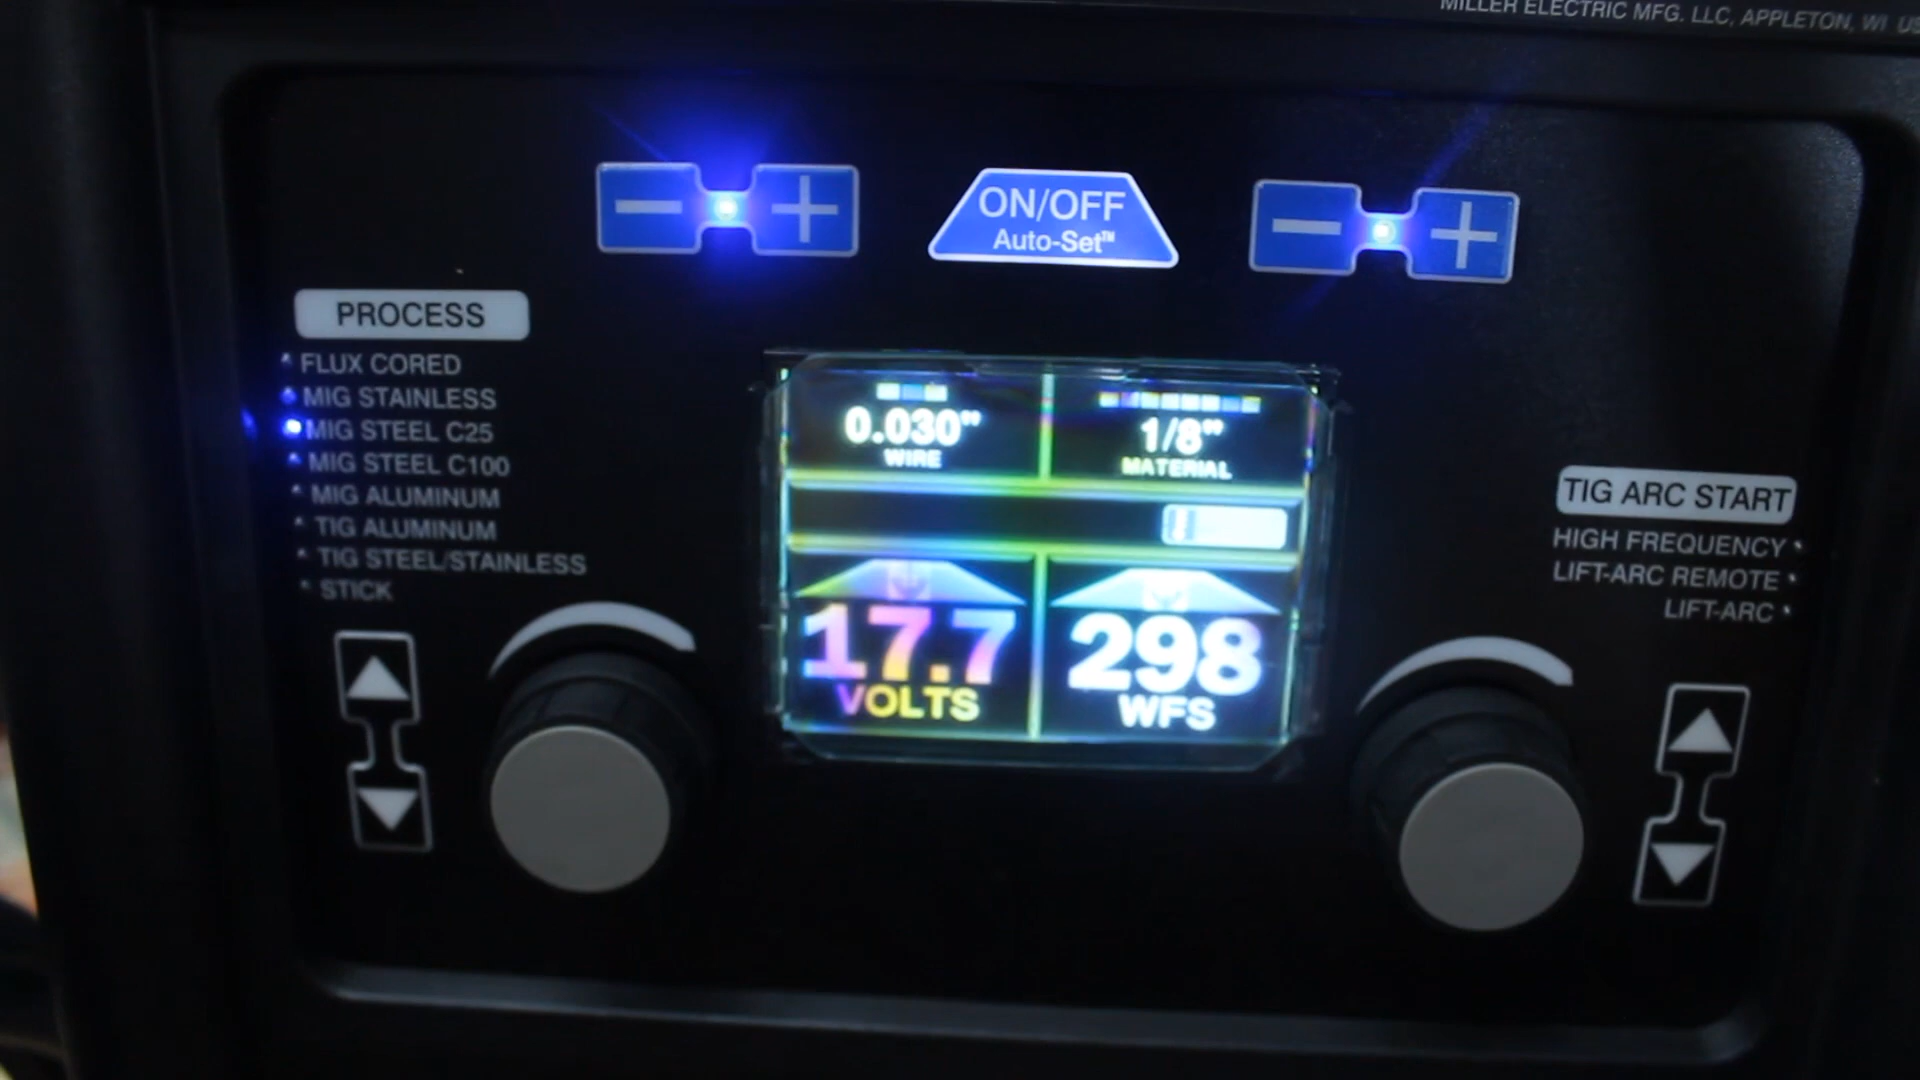 MILLER ELECTRIC MFG. LLC, APPLETON, WI US
ON/OFF
Auto-Set™
PROCESS
FLUX CORED
MIG STAINLESS
MIG STEEL C25
MIG STEEL C100
MIG ALUMINUM
TIG ALUMINUM
TIG STEEL/STAINLESS
STICK
0.030"
WIRE
1/8"
MATERIAL
17.7
VOLTS
298
WFS
TIG ARC START
HIGH FREQUENCY
LIFT-ARC REMOTE
LIFT-ARC